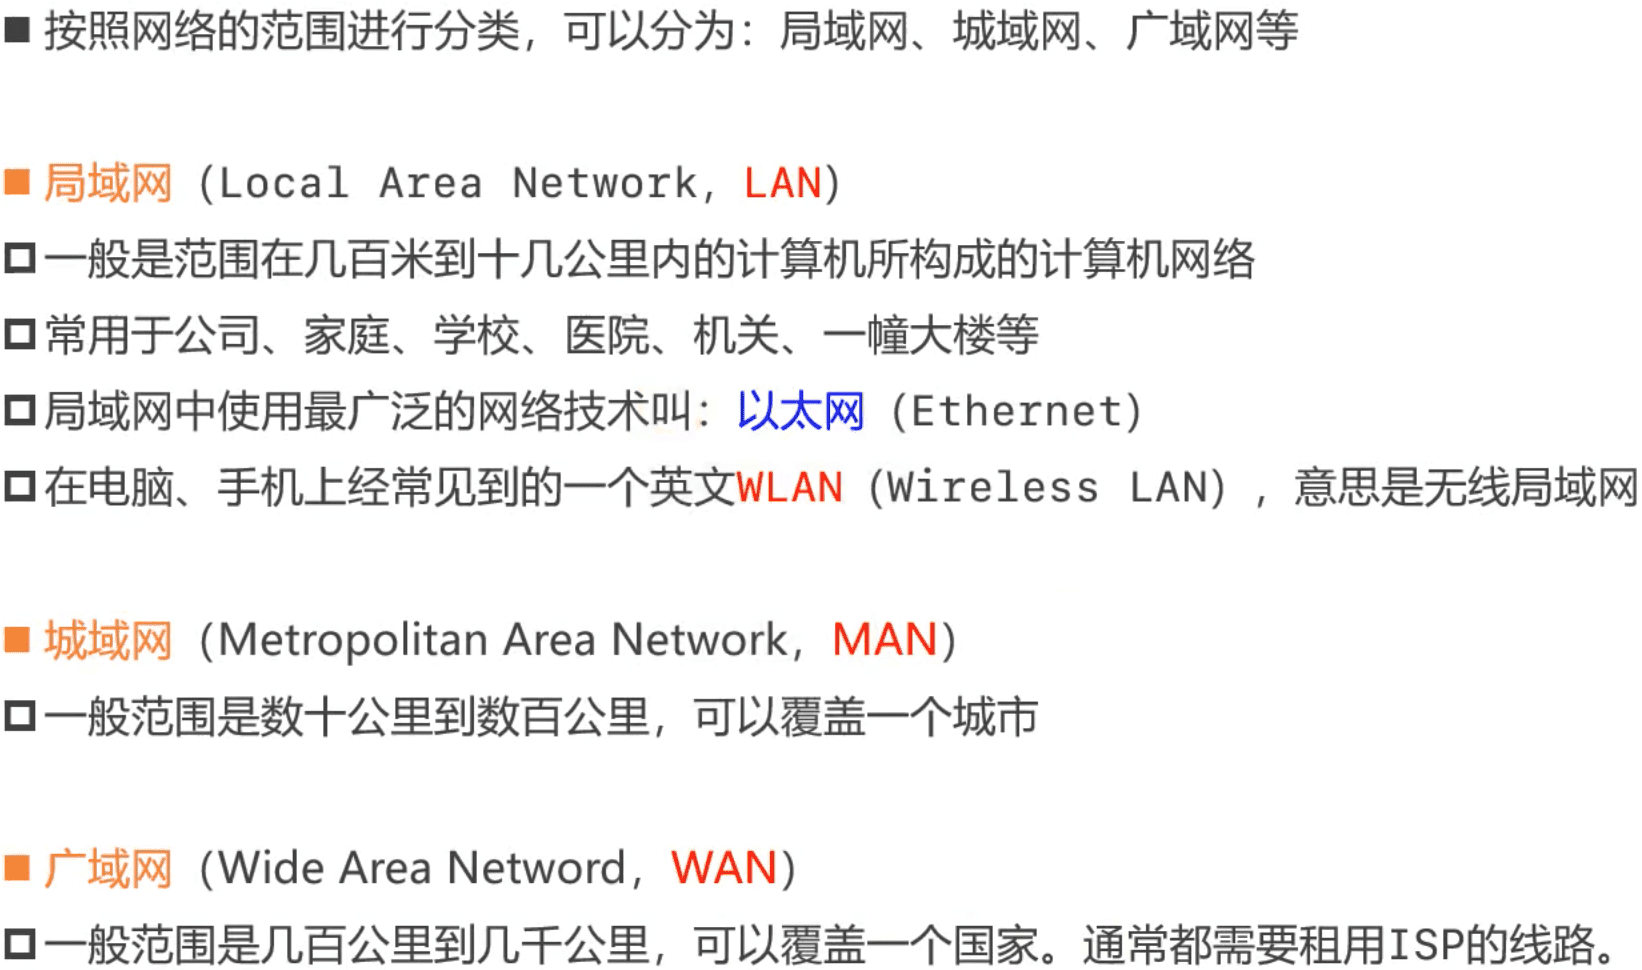 ■ 按照网络的范围进行分类，可以分为：局域网、城域网、广域网等
■ 局域网（Local Area Network，LAN）
□ 一般是范围在几百米到十几公里内的计算机所构成的计算机网络
□ 常用于公司、家庭、学校、医院、机关、一幢大楼等
□ 局域网中使用最广泛的网络技术叫：以太网（Ethernet）
□ 在电脑、手机上经常见到的一个英文WLAN（Wireless LAN），意思是无线局域网
■ 城域网（Metropolitan Area Network，MAN）
□ 一般范围是数十公里到数百公里，可以覆盖一个城市
■ 广域网（Wide Area Netword，WAN）
□ 一般范围是几百公里到几千公里，可以覆盖一个国家。通常都需要租用ISP的线路。